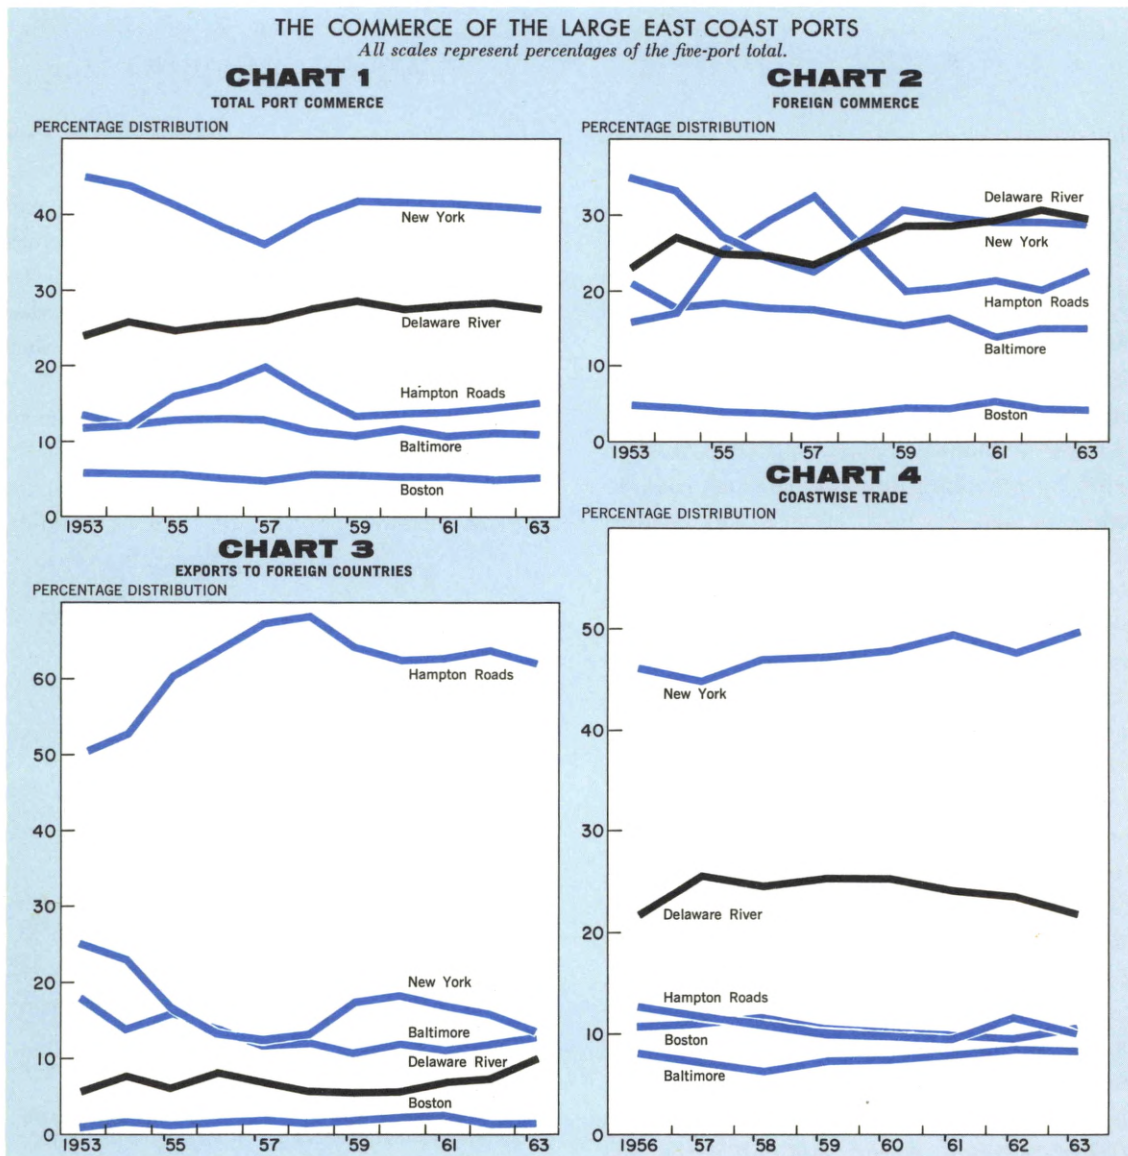 THE COMMERCE OF THE LARGE EAST COAST PORTS
All scales represent percentages of the five-port total.
CHART 1
TOTAL PORT COMMERCE
PERCENTAGE DISTRIBUTION
40
30
20
10
0
New York
Delaware River
Hampton Roads
Baltimore
Boston
1953 '55 '57 '59 '61 '63
CHART 2
FOREIGN COMMERCE
PERCENTAGE DISTRIBUTION
30
20
10
0
Delaware River
New York
Hampton Roads
Baltimore
Boston
1953 '55 '57 '59 '61 '63
CHART 3
EXPORTS TO FOREIGN COUNTRIES
PERCENTAGE DISTRIBUTION
60
50
40
30
20
10
0
Hampton Roads
New York
Baltimore
Delaware River
Boston
1953 '55 '57 '59 '61 '63
CHART 4
COASTWISE TRADE
PERCENTAGE DISTRIBUTION
50
40
30
20
10
0
New York
Delaware River
Hampton Roads
Boston
Baltimore
1956 '57 '58 '59 '60 '61 '62 '63